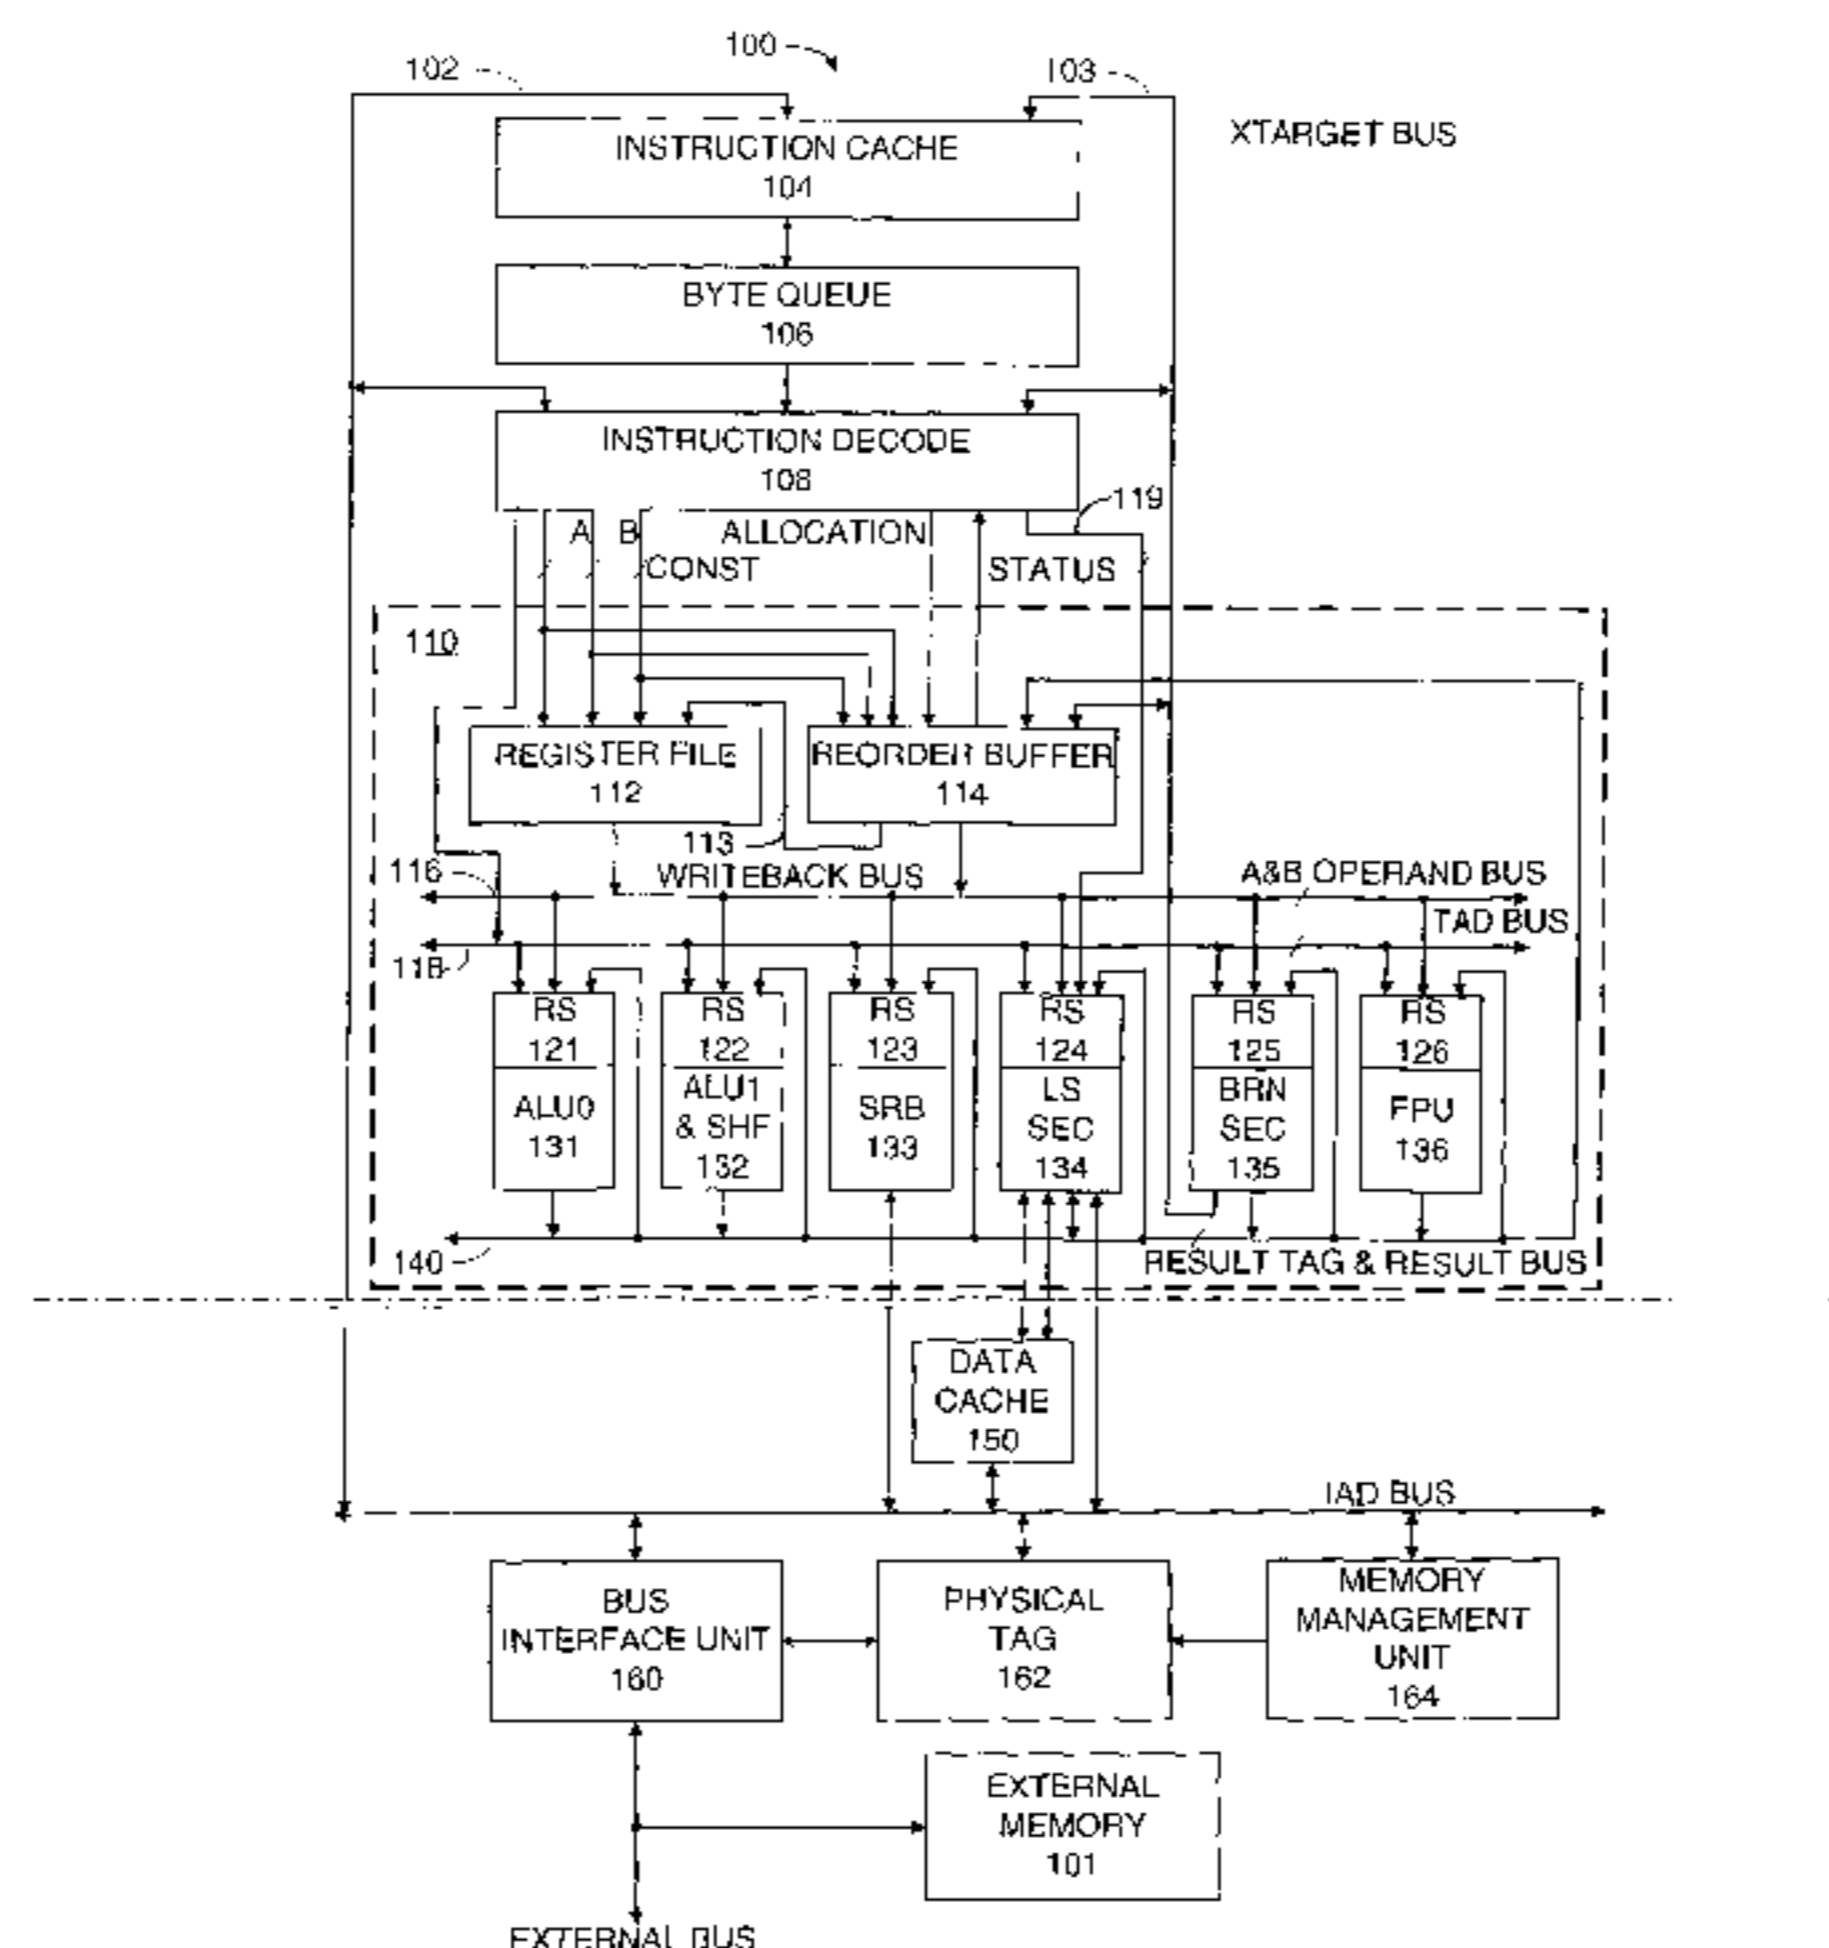 100
102
103
XTARGET BUS
INSTRUCTION CACHE
104
BYTE QUEUE
106
INSTRUCTION DECODE
108
119
A B ALLOCATION
CONST STATUS
110
REGISTER FILE
112
REORDER BUFFER
114
113
116
WRITEBACK BUS
A&B OPERAND BUS
TAD BUS
118
RS
121
ALU0
131
RS
122
ALU1
& SHF
132
RS
123
SRB
133
RS
124
LS
SEC
134
RS
125
BRN
SEC
135
RS
126
FPU
136
140
RESULT TAG & RESULT BUS
DATA
CACHE
150
IAD BUS
BUS
INTERFACE UNIT
160
PHYSICAL
TAG
162
MEMORY
MANAGEMENT
UNIT
164
EXTERNAL
MEMORY
101
EXTERNAL BUS